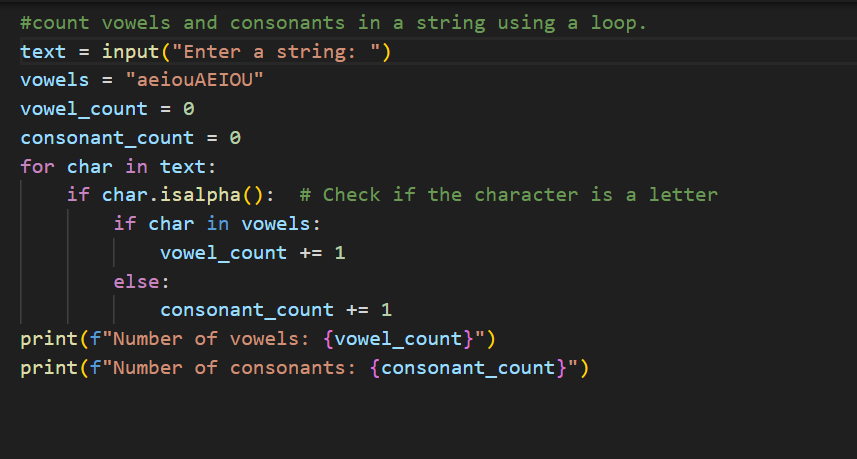 #count vowels and consonants in a string using a loop.
text = input("Enter a string: ")
vowels = "aeiouAEIOU"
vowel_count = 0
consonant_count = 0
for char in text:
    if char.isalpha():  # Check if the character is a letter
        if char in vowels:
            vowel_count += 1
        else:
            consonant_count += 1
print(f"Number of vowels: {vowel_count}")
print(f"Number of consonants: {consonant_count}")